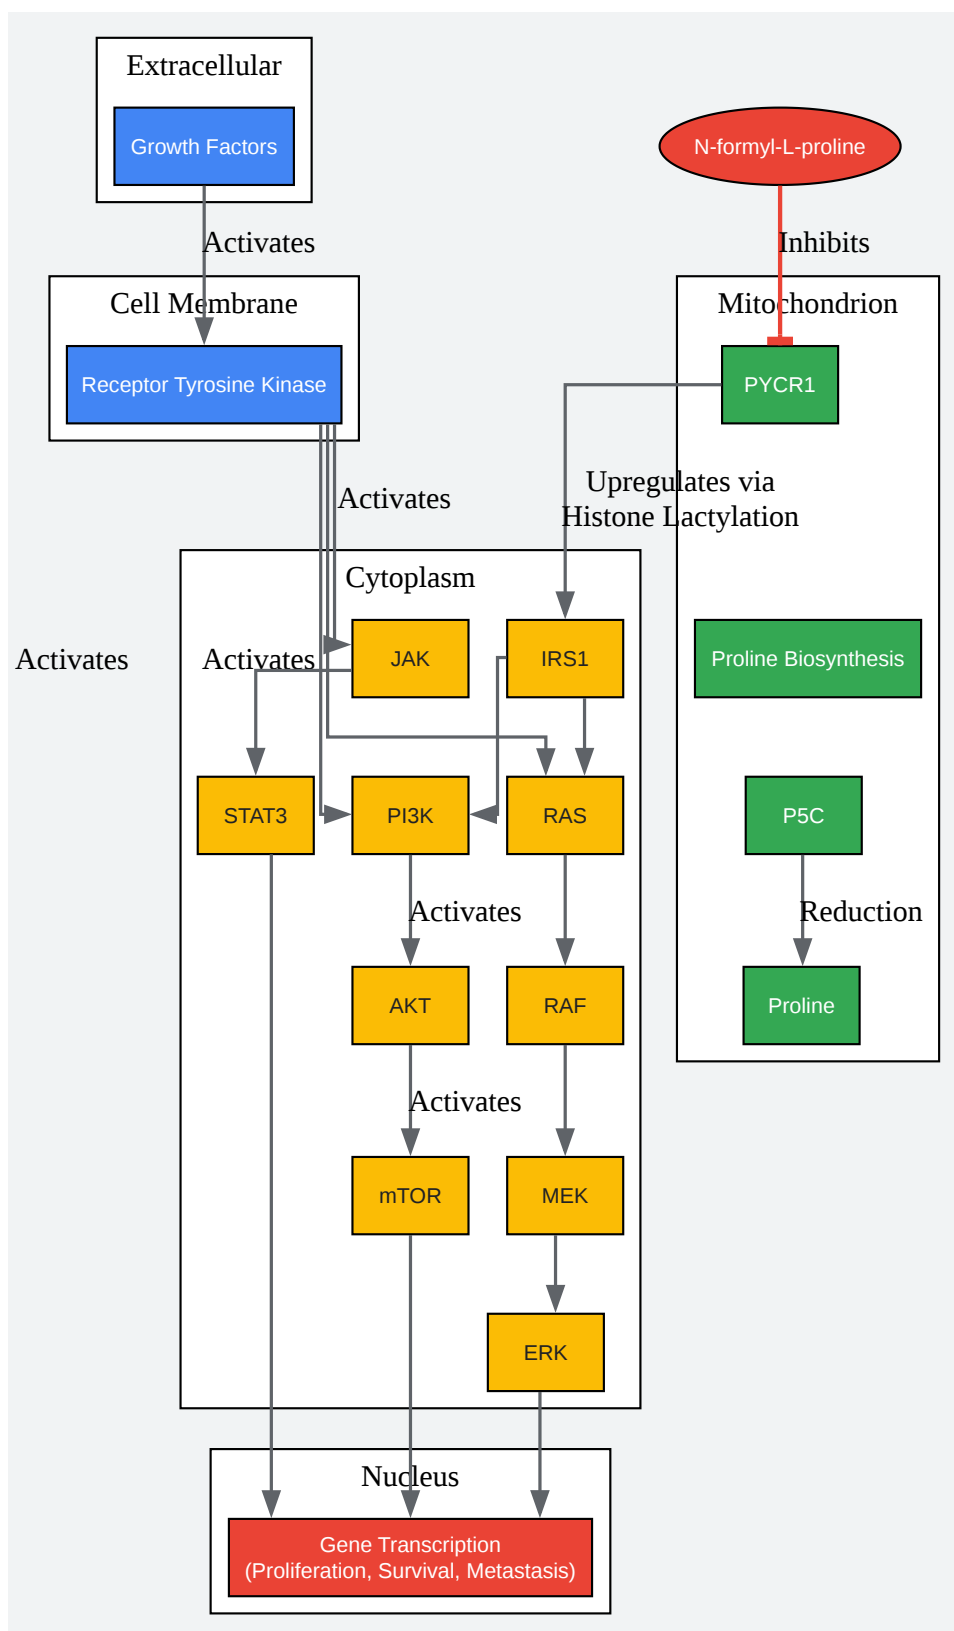 Extracellular
Growth Factors
N-formyl-L-proline
Activates
Inhibits
Cell Membrane
Mitochondrion
Receptor Tyrosine Kinase
PYCR1
Activates
Upregulates via
Histone Lactylation
Cytoplasm
Activates
Activates
JAK
IRS1
Proline Biosynthesis
STAT3
PI3K
RAS
P5C
Activates
Reduction
AKT
RAF
Proline
Activates
mTOR
MEK
ERK
Nucleus
Gene Transcription
(Proliferation, Survival, Metastasis)